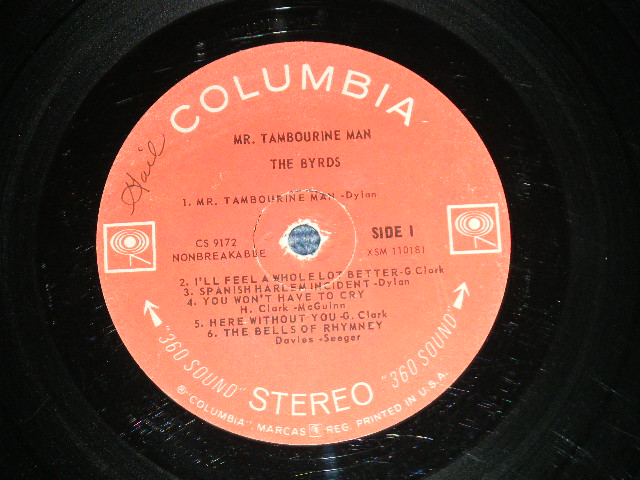 COLUMBIA
Gail
MR. TAMBOURINE MAN
THE BYRDS
1. MR. TAMBOURINE MAN -Dylan
CS 9172
NONBREAKABLE
SIDE 1
XSM 110181
2. I'LL FEEL A WHOLE LOT BETTER-G Clark
3. SPANISH HARLEM INCIDENT -Dylan
4. YOU WON'T HAVE TO CRY
H. Clark -McGuinn
5. HERE WITHOUT YOU -G. Clark
6. THE BELLS OF RHYMNEY
Davies -Seeger
"360 SOUND" STEREO "360 SOUND"
® "COLUMBIA" MARCAS REG. PRINTED IN U.S.A.